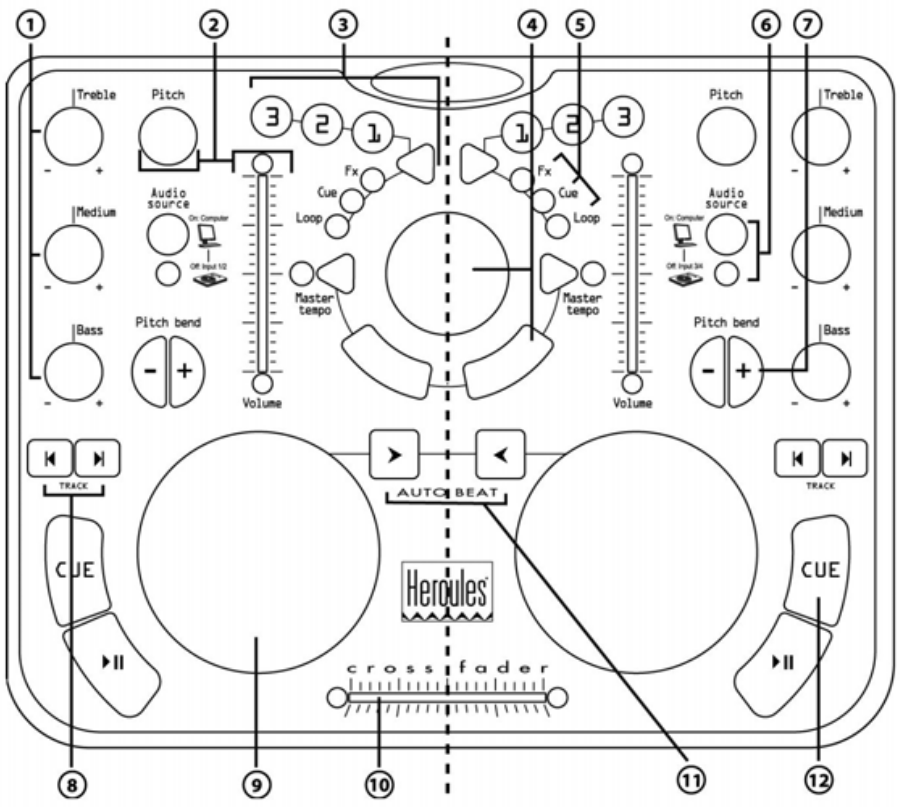 1 2 3 4 5 6 7
Treble Pitch 3 2 1 1 2 3 Pitch Treble
- + - +
Fx Fx
Cue Cue
Loop Loop
Audio source Audio source
On: Computer On: Computer
Off: Input 1/2 Off: Input 3/4
Medium Medium
- + - +
Master tempo Master tempo
Pitch bend Pitch bend
- + - +
Bass Bass
- + - +
Volume Volume
TRACK AUTO BEAT TRACK
CUE CUE
Hercules
cross fader
8 9 10 11 12